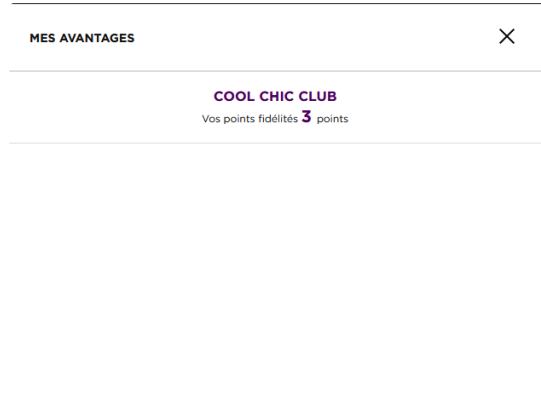 MES AVANTAGES
COOL CHIC CLUB
Vos points fidélités 3 points